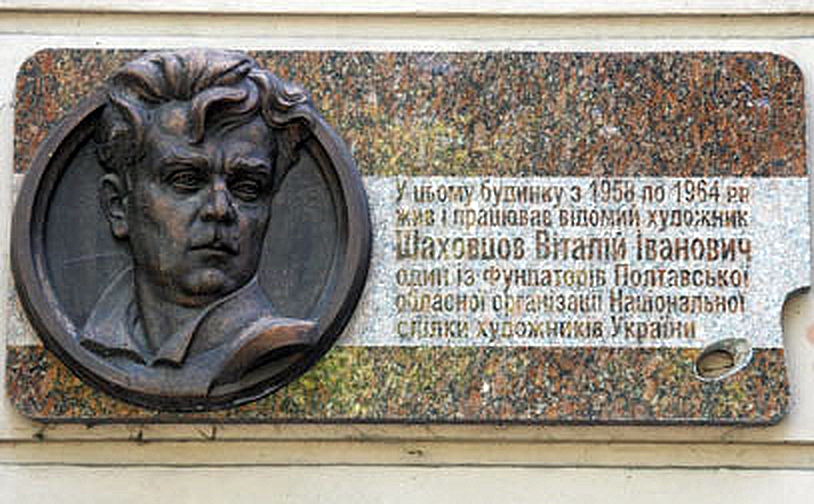 У цьому будинку з 1958 по 1964 рр
жив і працював відомий художник
Шаховцов Віталій Іванович
один із фундаторів Полтавської
обласної організації Національної
спілки художників України